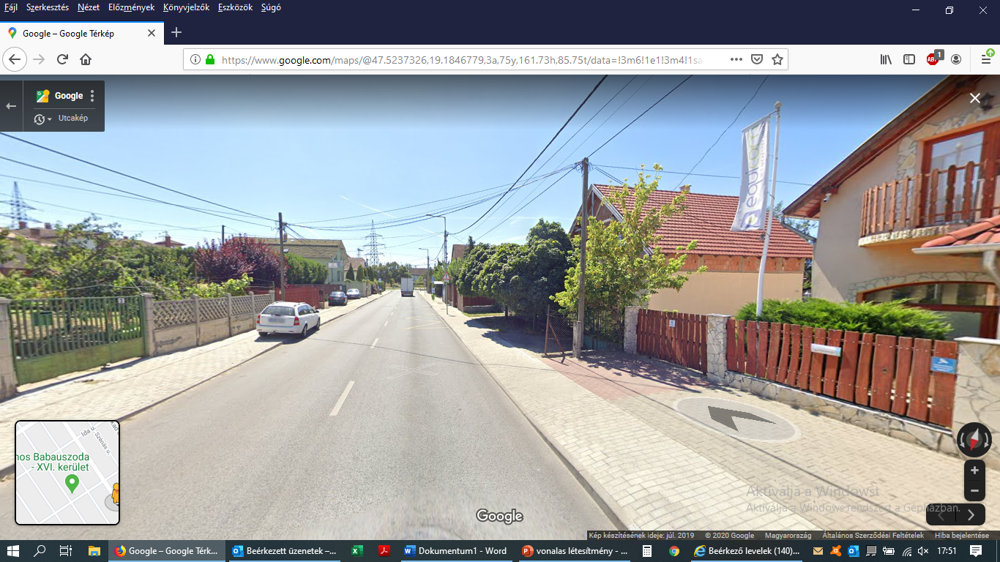 Fájl Szerkesztés Nézet Előzmények Könyvjelzők Eszközök Súgó
Google – Google Térkép
https://www.google.com/maps/@47.5237326,19.1846779,3a,75y,161.73h,85.75t/data=!3m6!1e1!3m4!1sa
1
Google
Utcakép
Ida u.
Szénás u.
nos Babauszoda
- XVI. kerület
Google
Aktiválja a Windowst
Aktiválja a Windows rendszert a Gépházban.
Kép készítésének ideje: júl. 2019 © 2020 Google Magyarország Általános Szerződési Feltételek Hiba bejelentése
Google – Google Térk... Beérkezett üzenetek –... Dokumentum1 - Word vonalas létesítmény - ... Beérkező levelek (140)... 17:51